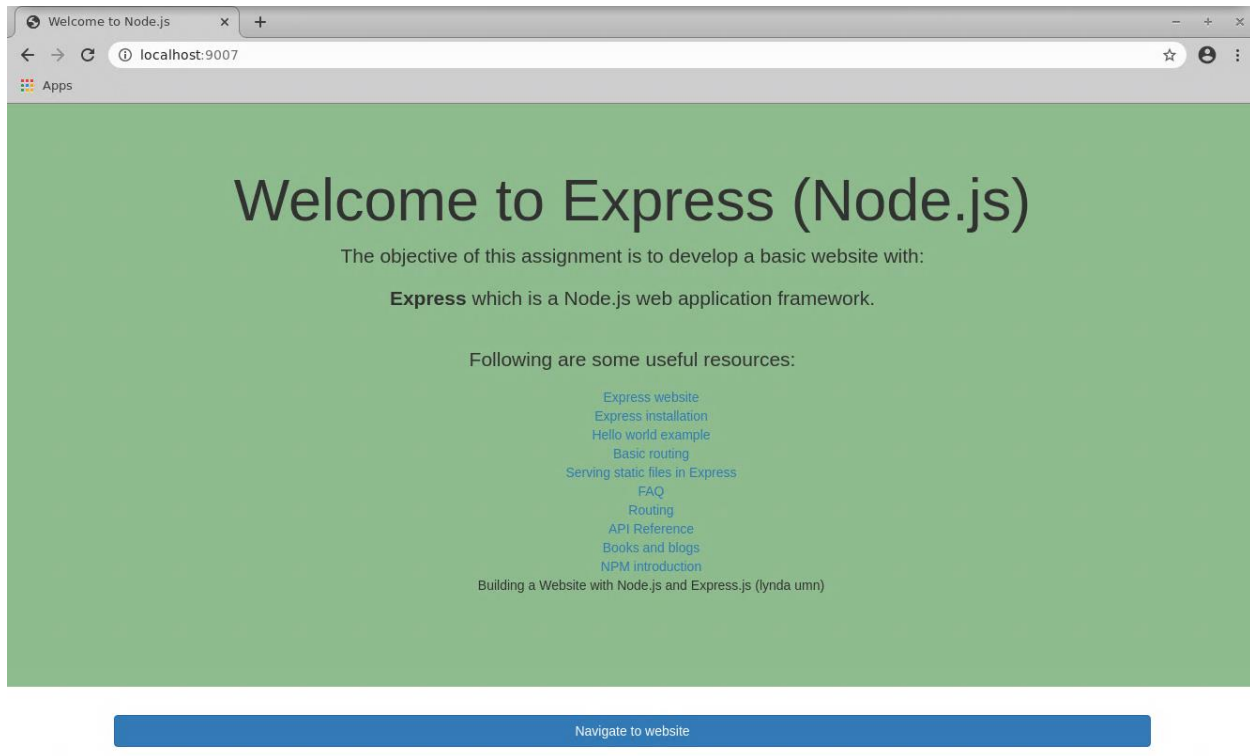 Welcome to Node.js
localhost:9007
Apps
Welcome to Express (Node.js)
The objective of this assignment is to develop a basic website with:
Express which is a Node.js web application framework.
Following are some useful resources:
Express website
Express installation
Hello world example
Basic routing
Serving static files in Express
FAQ
Routing
API Reference
Books and blogs
NPM introduction
Building a Website with Node.js and Express.js (lynda umn)
Navigate to website